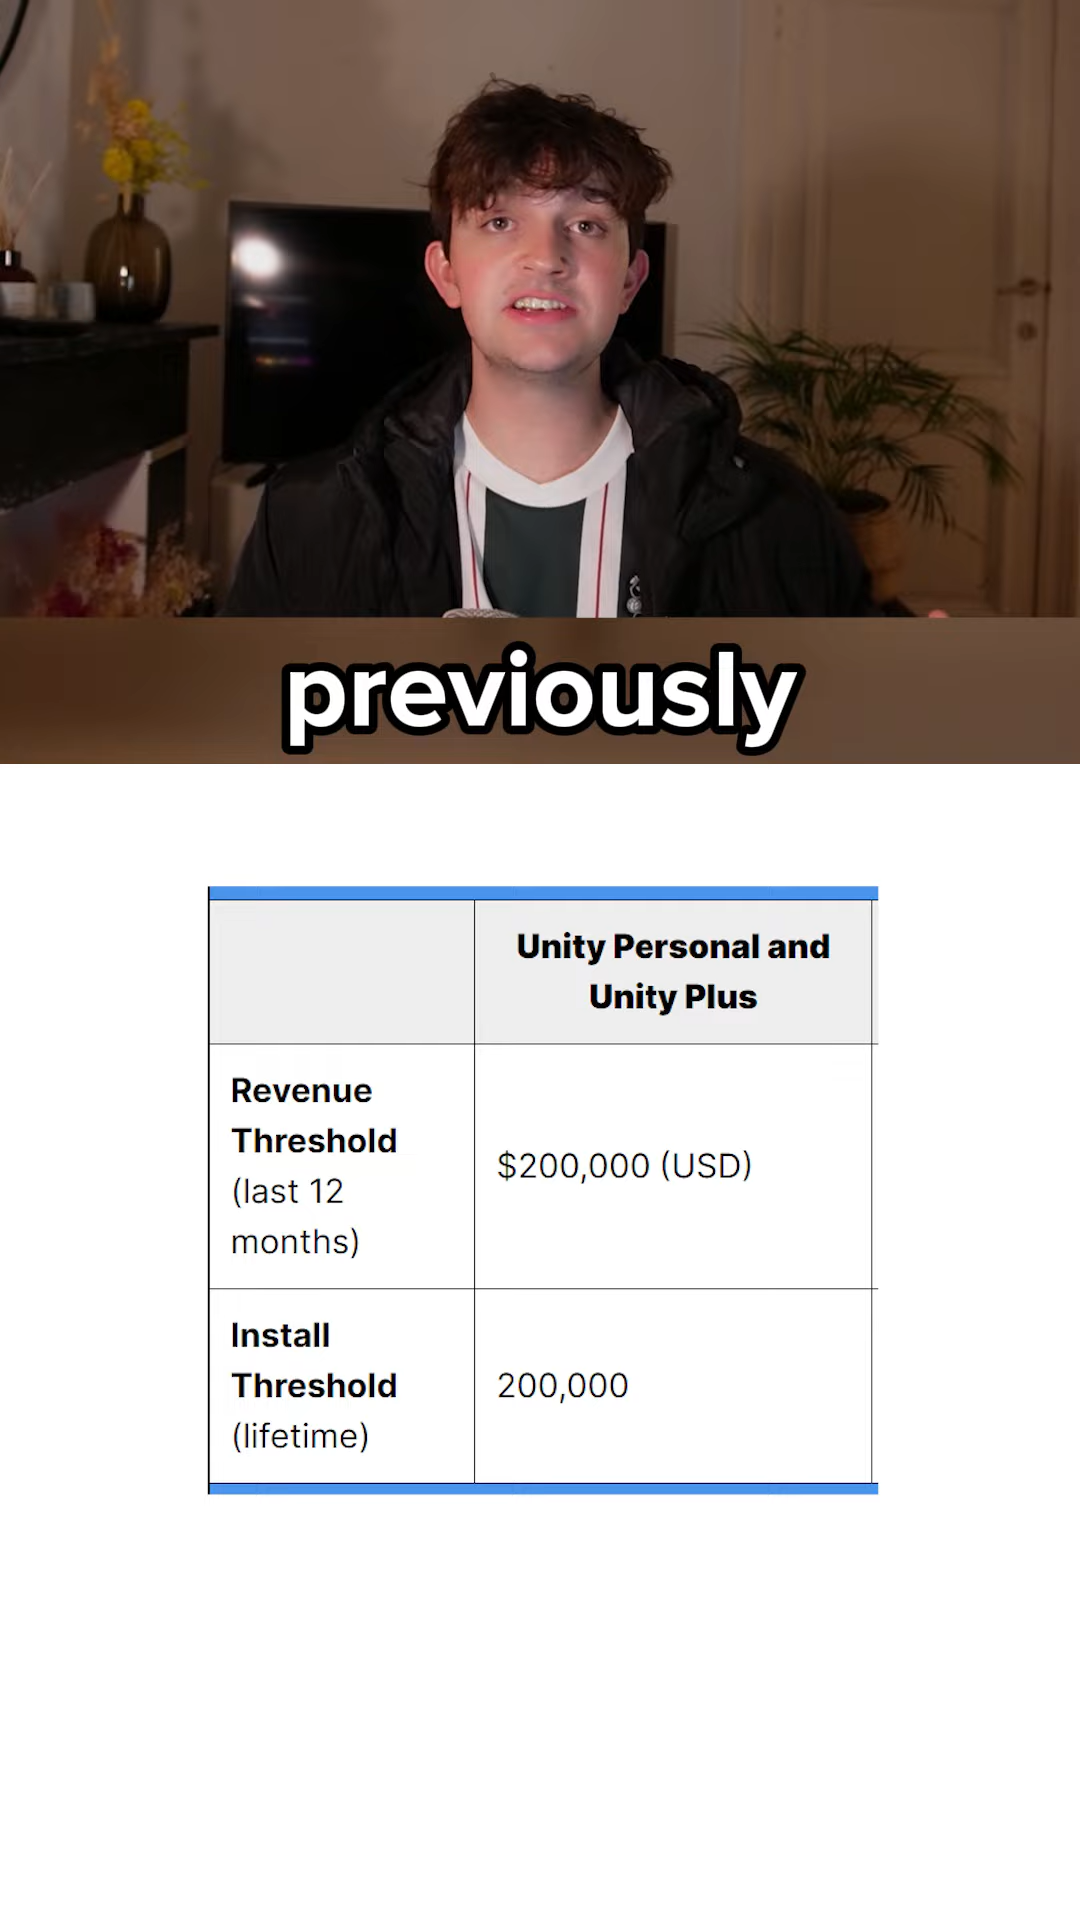 previously
Unity Personal and
Unity Plus
Revenue
Threshold
(last 12
months)
$200,000 (USD)
Install
Threshold
(lifetime)
200,000